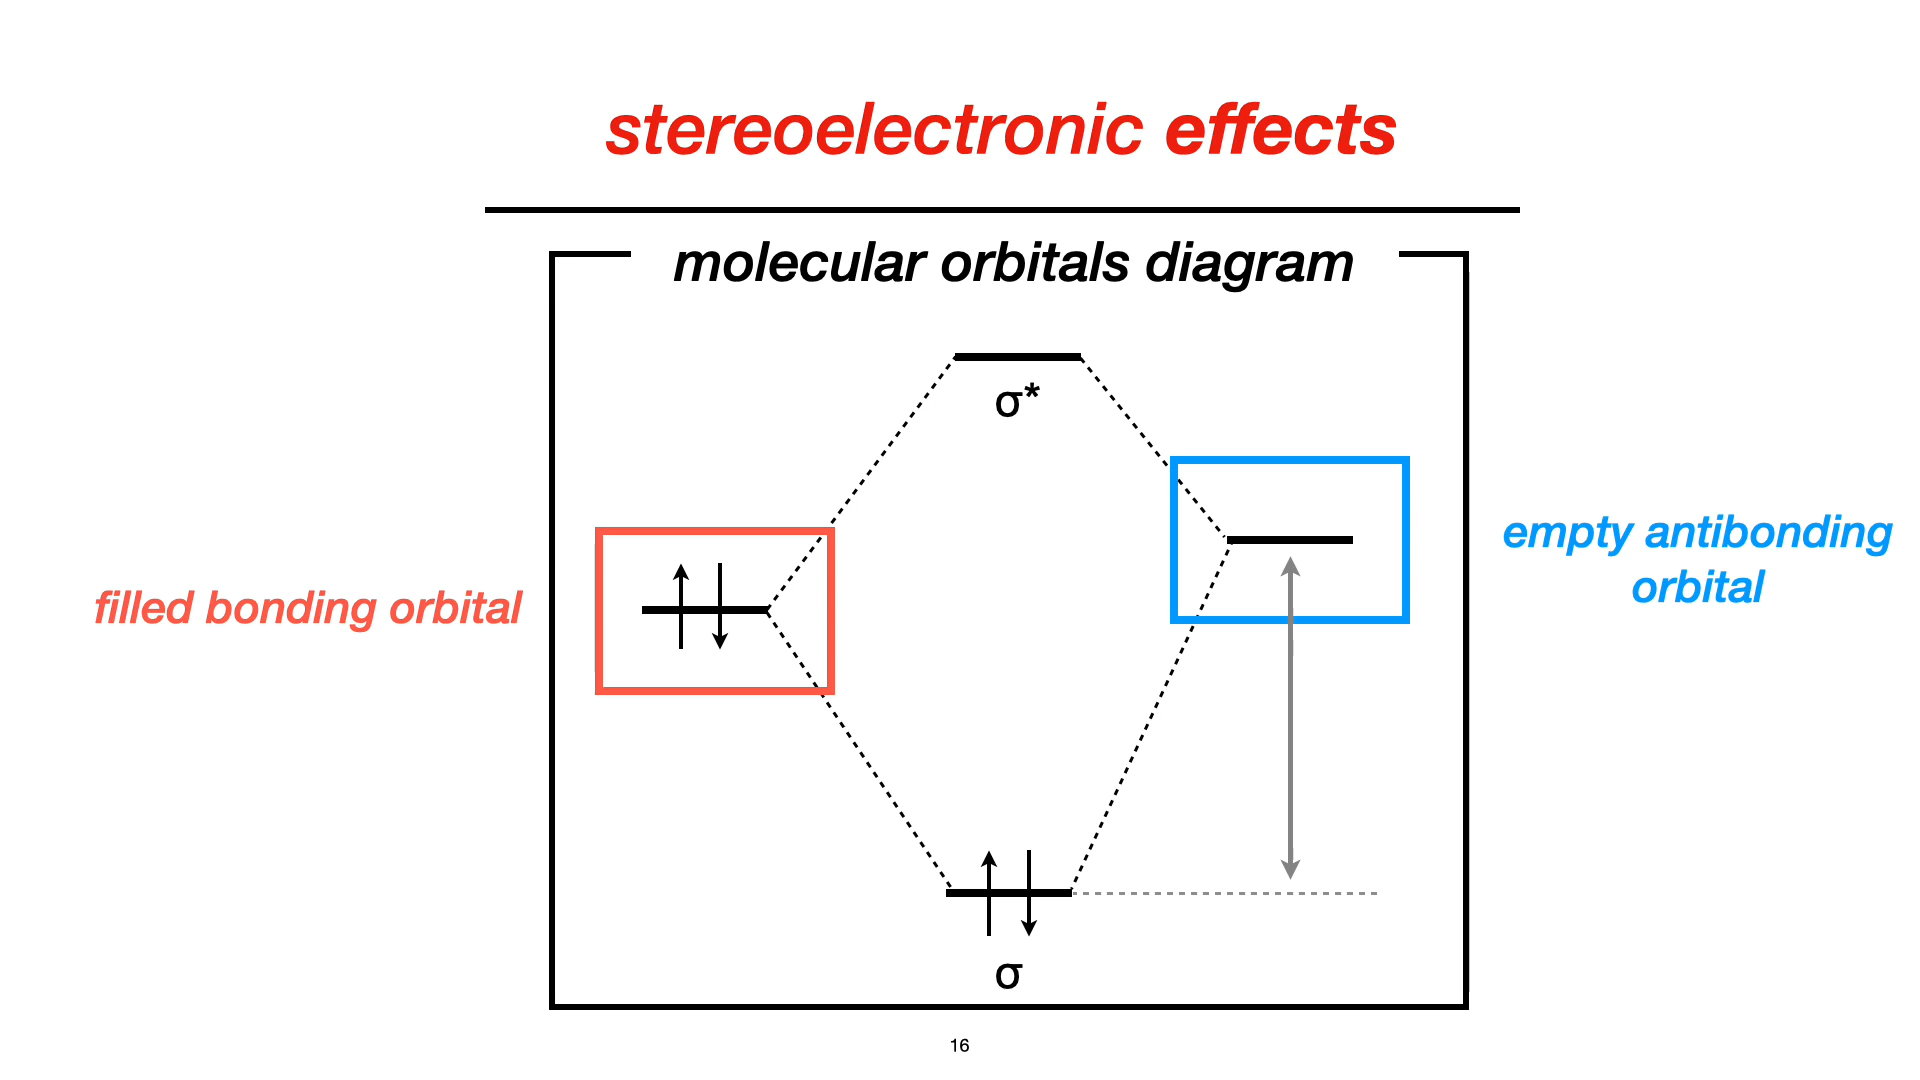 stereoelectronic effects
molecular orbitals diagram
σ*
filled bonding orbital
empty antibonding
orbital
σ
16